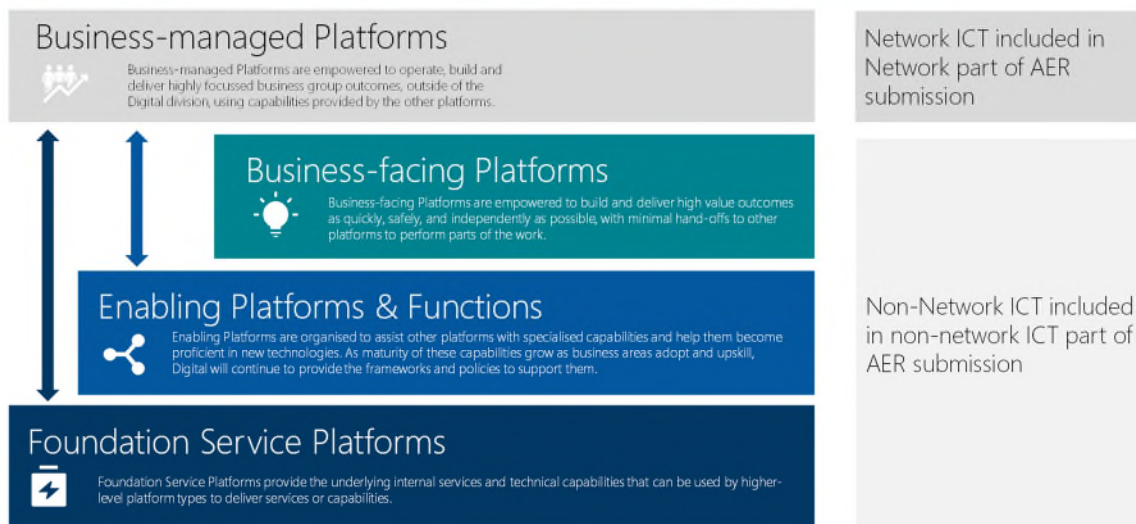 Business-managed Platforms
Business-managed Platforms are empowered to operate, build and
deliver highly focussed business group outcomes, outside of the
Digital division, using capabilities provided by the other platforms.
Network ICT included in
Network part of AER
submission
Business-facing Platforms
Business-facing Platforms are empowered to build and deliver high value outcomes
as quickly, safely, and independently as possible, with minimal hand-offs to other
platforms to perform parts of the work.
Enabling Platforms & Functions
Enabling Platforms are organised to assist other platforms with specialised capabilities and help them become
proficient in new technologies. As maturity of these capabilities grow as business areas adopt and upskill,
Digital will continue to provide the frameworks and policies to support them.
Non-Network ICT included
in non-network ICT part of
AER submission
Foundation Service Platforms
Foundation Service Platforms provide the underlying internal services and technical capabilities that can be used by higher-
level platform types to deliver services or capabilities.